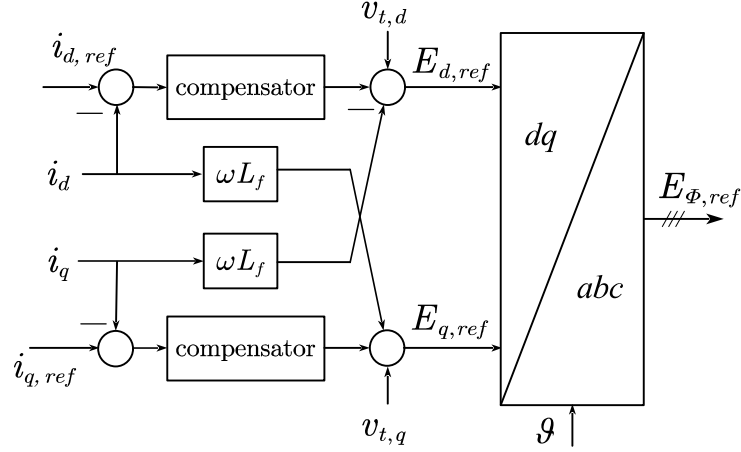 v_{t,d}
i_{d, ref}
compensator
E_{d,ref}
−
−
dq
i_d
ωL_f
E_{Φ,ref}
i_q
ωL_f
abc
−
compensator
E_{q,ref}
i_{q, ref}
v_{t,q}
ϑ